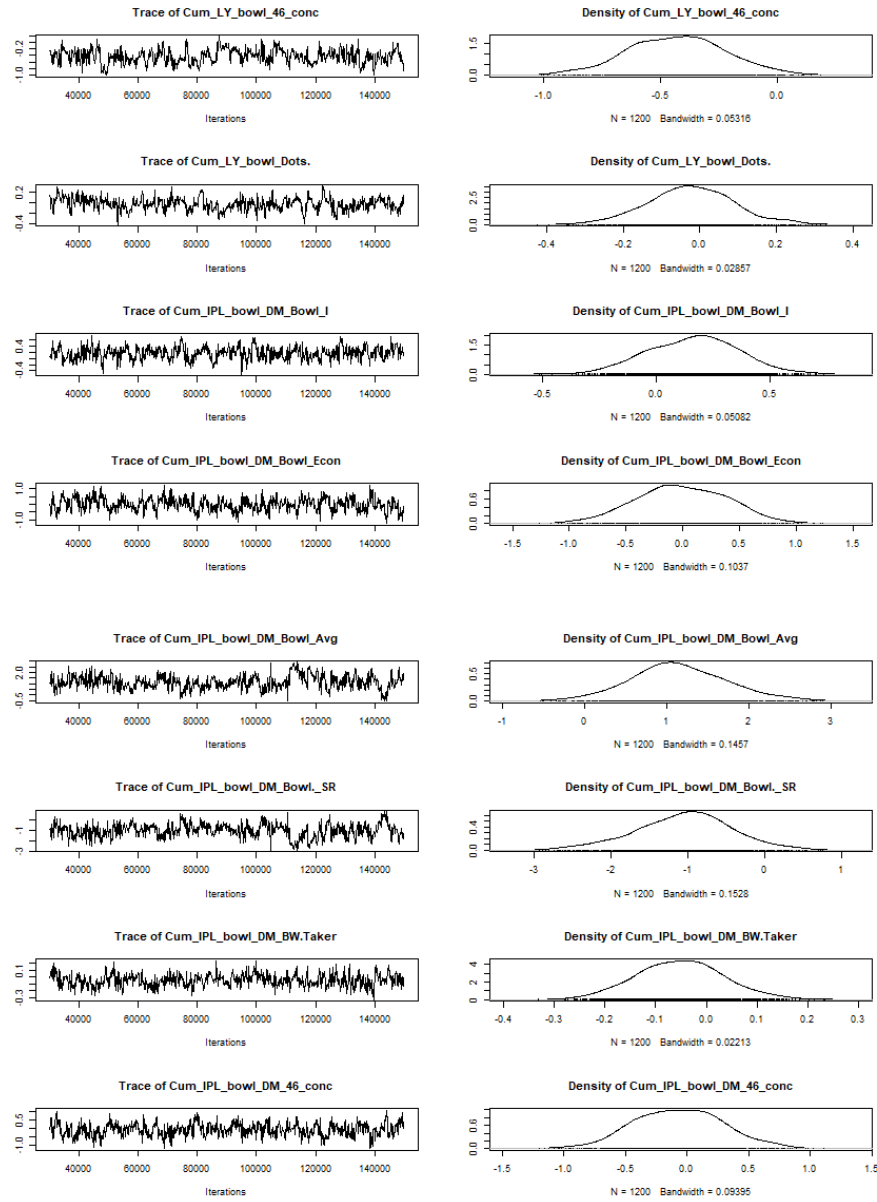 Trace of Cum_LY_bowl_46_conc
-0.2
-1.0
40000 60000 80000 100000 120000 140000
Iterations
Density of Cum_LY_bowl_46_conc
1.5
0.0
-1.0 -0.5 0.0
N = 1200 Bandwidth = 0.05316
Trace of Cum_LY_bowl_Dots.
0.2
-0.4
40000 60000 80000 100000 120000 140000
Iterations
Density of Cum_LY_bowl_Dots.
2.5
0.0
-0.4 -0.2 0.0 0.2 0.4
N = 1200 Bandwidth = 0.02857
Trace of Cum_IPL_bowl_DM_Bowl_I
0.4
-0.4
40000 60000 80000 100000 120000 140000
Iterations
Density of Cum_IPL_bowl_DM_Bowl_I
1.5
0.0
-0.5 0.0 0.5
N = 1200 Bandwidth = 0.05082
Trace of Cum_IPL_bowl_DM_Bowl_Econ
1.0
-1.0
40000 60000 80000 100000 120000 140000
Iterations
Density of Cum_IPL_bowl_DM_Bowl_Econ
0.6
0.0
-1.5 -1.0 -0.5 0.0 0.5 1.0 1.5
N = 1200 Bandwidth = 0.1037
Trace of Cum_IPL_bowl_DM_Bowl_Avg
2.0
-0.5
40000 60000 80000 100000 120000 140000
Iterations
Density of Cum_IPL_bowl_DM_Bowl_Avg
0.5
0.0
-1 0 1 2 3
N = 1200 Bandwidth = 0.1457
Trace of Cum_IPL_bowl_DM_Bowl._SR
-1
-3
40000 60000 80000 100000 120000 140000
Iterations
Density of Cum_IPL_bowl_DM_Bowl._SR
0.4
0.0
-3 -2 -1 0 1
N = 1200 Bandwidth = 0.1528
Trace of Cum_IPL_bowl_DM_BW.Taker
0.1
-0.3
40000 60000 80000 100000 120000 140000
Iterations
Density of Cum_IPL_bowl_DM_BW.Taker
4
2
0
-0.4 -0.3 -0.2 -0.1 0.0 0.1 0.2 0.3
N = 1200 Bandwidth = 0.02213
Trace of Cum_IPL_bowl_DM_46_conc
0.5
-1.0
40000 60000 80000 100000 120000 140000
Iterations
Density of Cum_IPL_bowl_DM_46_conc
0.6
0.0
-1.5 -1.0 -0.5 0.0 0.5 1.0 1.5
N = 1200 Bandwidth = 0.09395